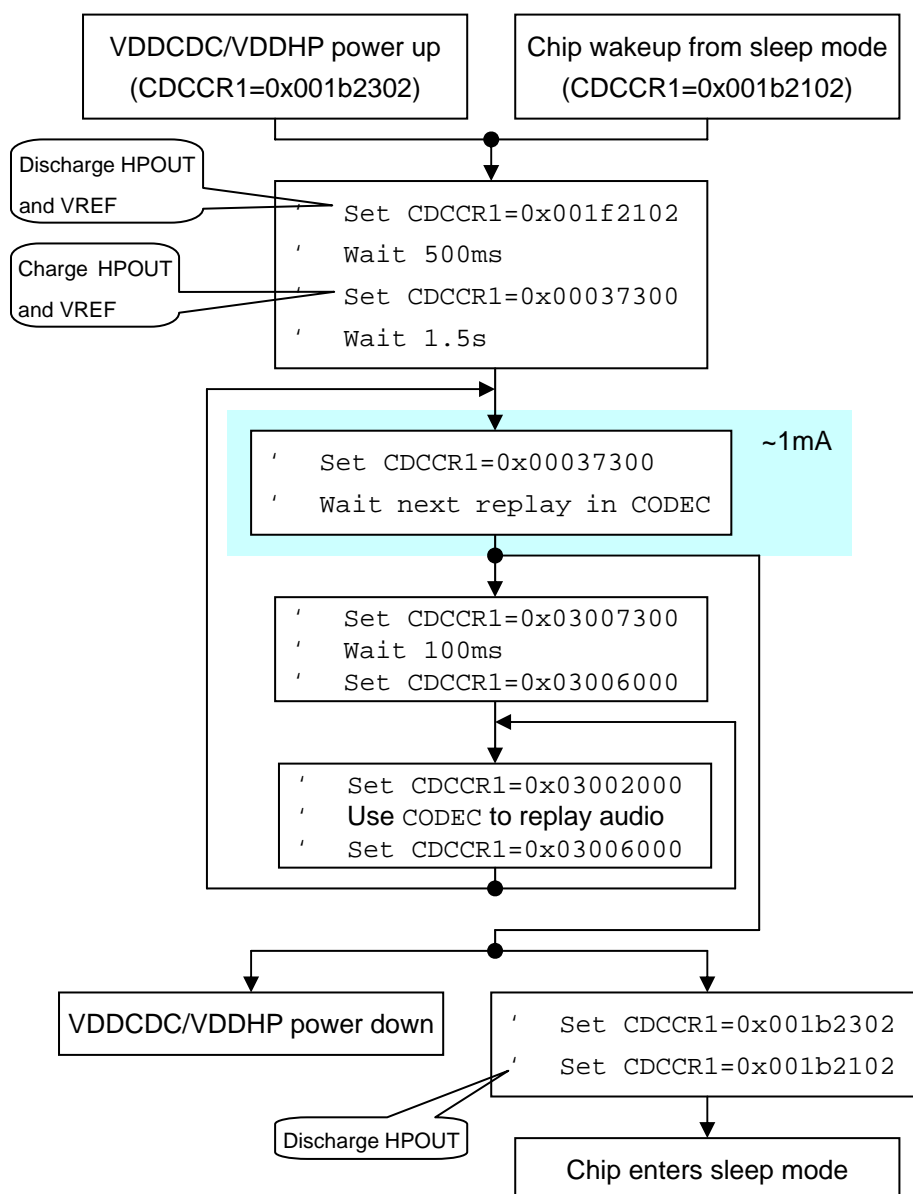 VDDCDC/VDDHP power up
(CDCCR1=0x001b2302)
Chip wakeup from sleep mode
(CDCCR1=0x001b2102)
Discharge HPOUT
and VREF
' Set CDCCR1=0x001f2102
' Wait 500ms
Charge HPOUT
and VREF
' Set CDCCR1=0x00037300
' Wait 1.5s
~1mA
' Set CDCCR1=0x00037300
' Wait next replay in CODEC
' Set CDCCR1=0x03007300
' Wait 100ms
' Set CDCCR1=0x03006000
' Set CDCCR1=0x03002000
' Use CODEC to replay audio
' Set CDCCR1=0x03006000
VDDCDC/VDDHP power down
' Set CDCCR1=0x001b2302
' Set CDCCR1=0x001b2102
Discharge HPOUT
Chip enters sleep mode